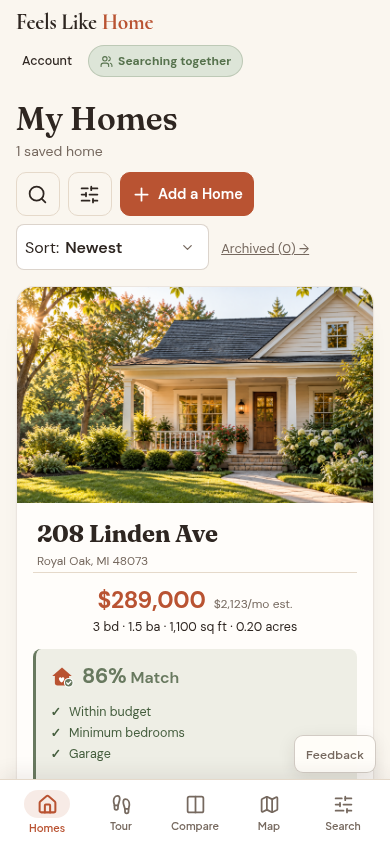 Feels Like Home
Account
Searching together
My Homes
1 saved home
Add a Home
Sort: Newest
Archived (0) →
208 Linden Ave
Royal Oak, MI 48073
$289,000 $2,123/mo est.
3 bd · 1.5 ba · 1,100 sq ft · 0.20 acres
86% Match
✓ Within budget
✓ Minimum bedrooms
✓ Garage
Feedback
Homes
Tour
Compare
Map
Search